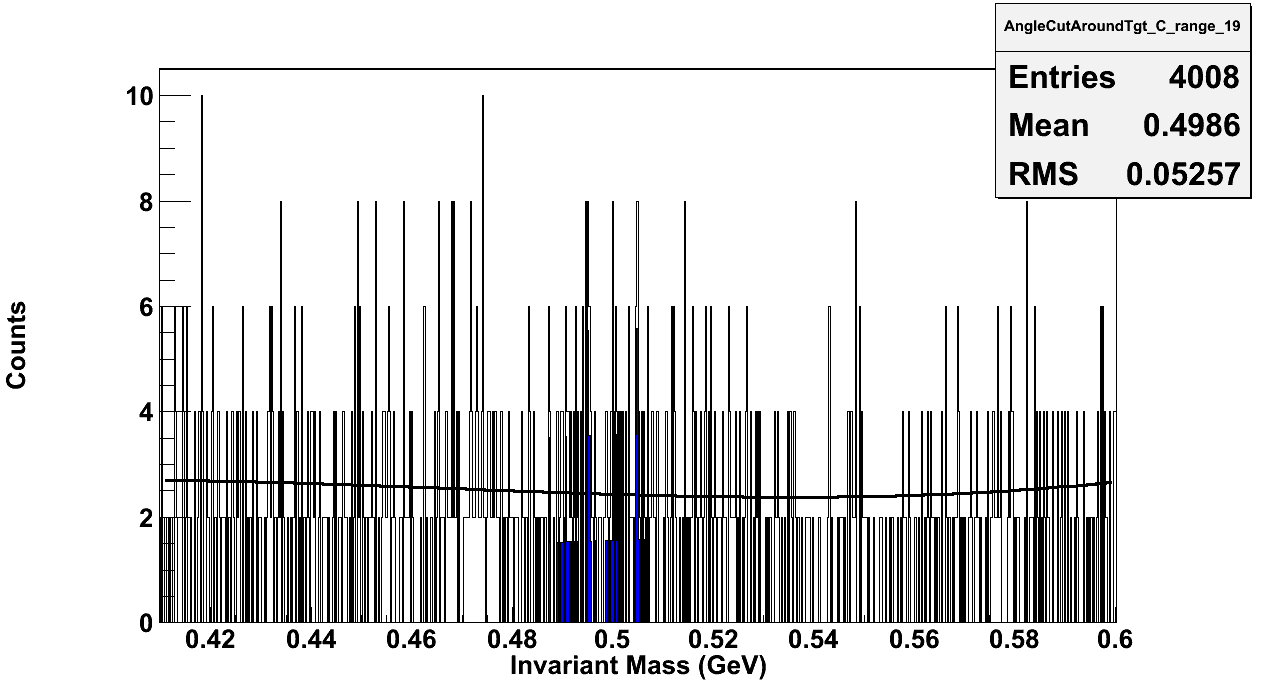 AngleCutAroundTgt_C_range_19
Entries 4008
Mean 0.4986
RMS 0.05257
10
8
6
4
2
0
Counts
0.42 0.44 0.46 0.48 0.5 0.52 0.54 0.56 0.58 0.6
Invariant Mass (GeV)